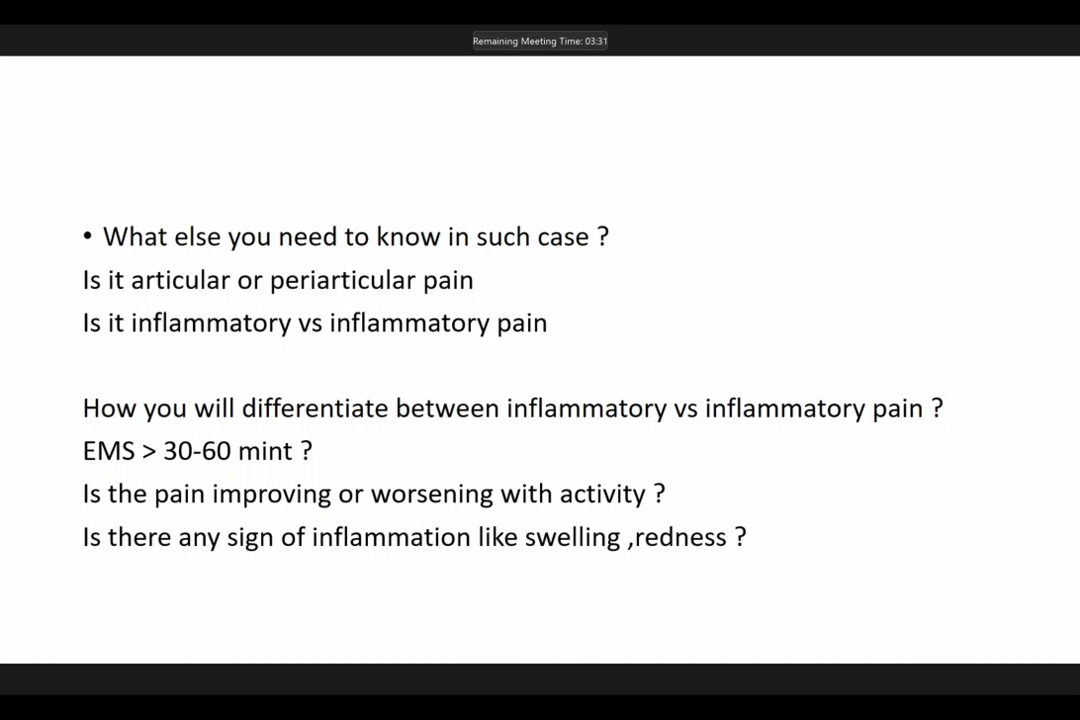 Remaining Meeting Time: 03:31
• What else you need to know in such case ?
Is it articular or periarticular pain
Is it inflammatory vs inflammatory pain
How you will differentiate between inflammatory vs inflammatory pain ?
EMS > 30-60 mint ?
Is the pain improving or worsening with activity ?
Is there any sign of inflammation like swelling ,redness ?